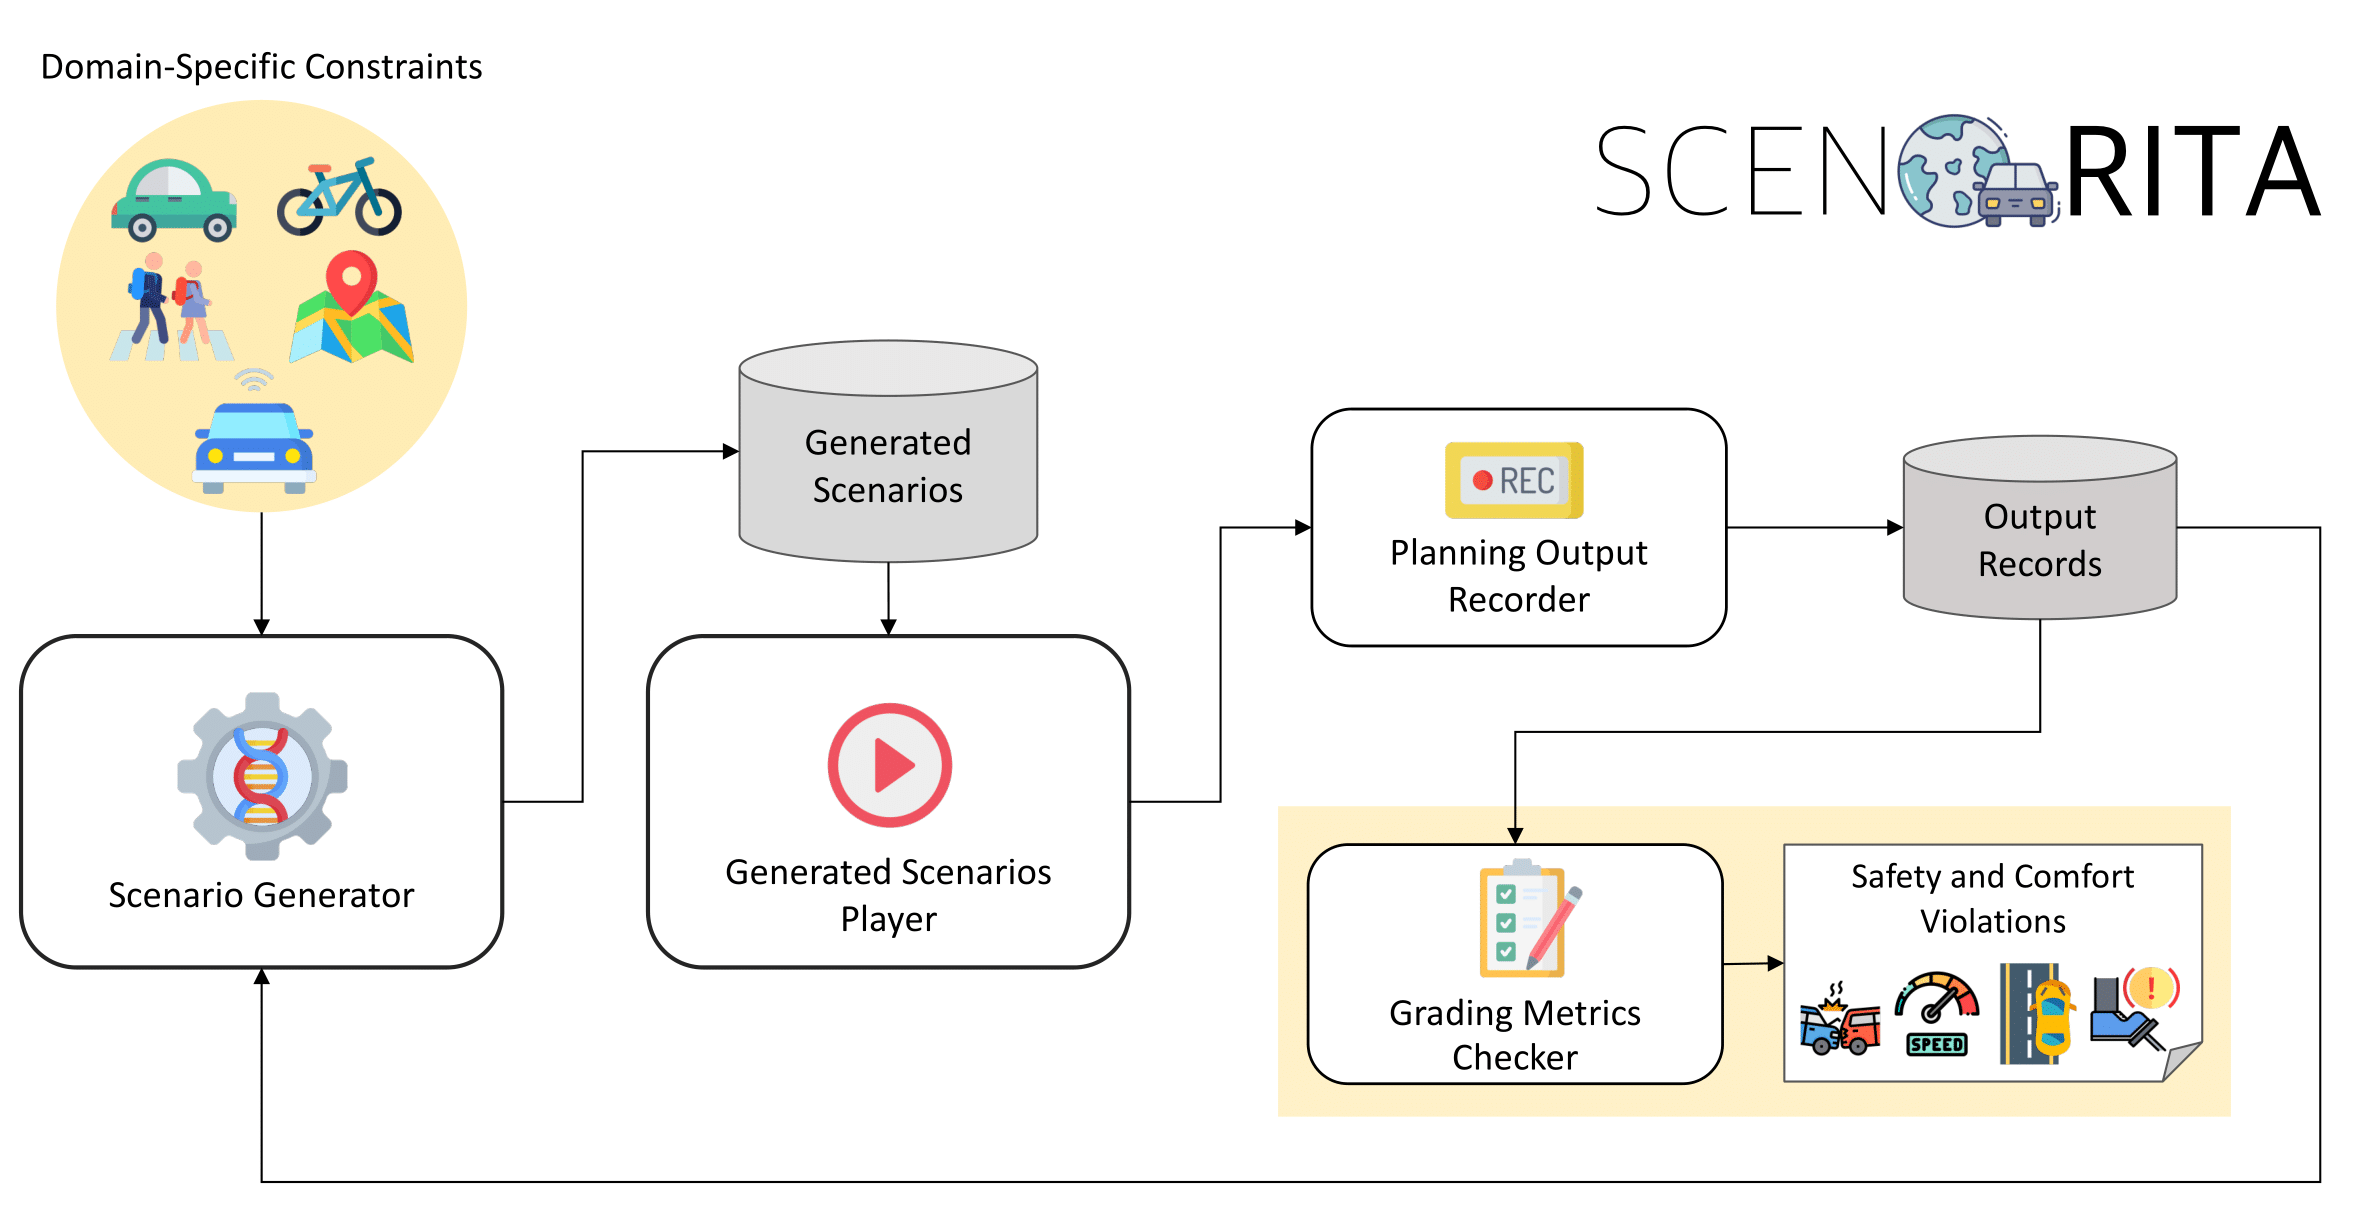 Domain-Specific Constraints
SCENORITA
Generated
Scenarios
REC
Planning Output
Recorder
Output
Records
Scenario Generator
Generated Scenarios
Player
Grading Metrics
Checker
Safety and Comfort
Violations
!
SPEED